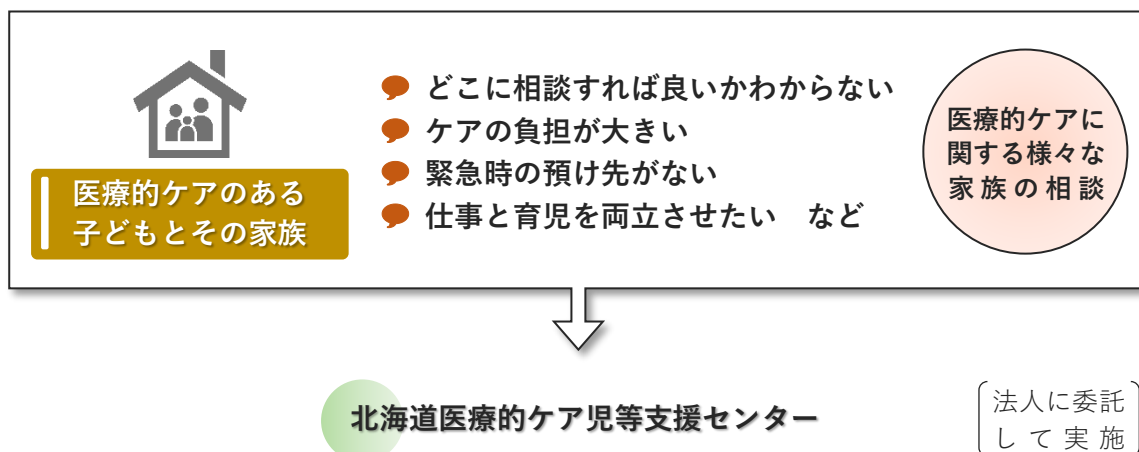 どこに相談すれば良いかわからない
ケアの負担が大きい
緊急時の預け先がない
仕事と育児を両立させたい　など
医療的ケアのある
子どもとその家族
医療的ケアに
関する様々な
家族の相談
北海道医療的ケア児等支援センター
法人に委託
して実施